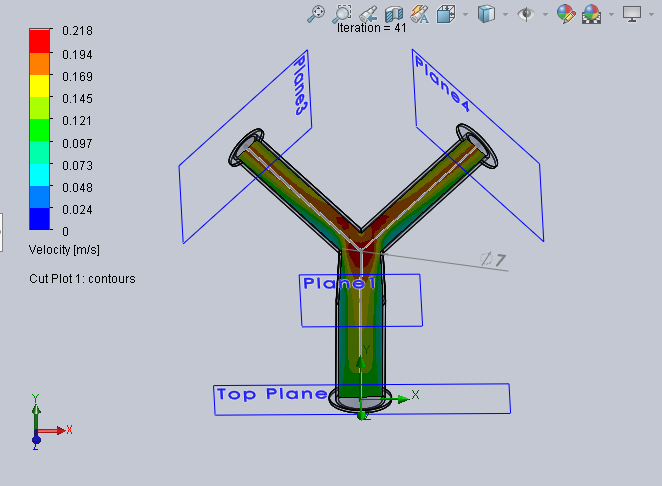 Iteration = 41
0.218
0.194
0.169
0.145
0.121
0.097
0.073
0.048
0.024
0
Velocity [m/s]
Cut Plot 1: contours
Plane3
Plane4
7
Plane1
Y
Top Plane
X
Z
Y
X
Z